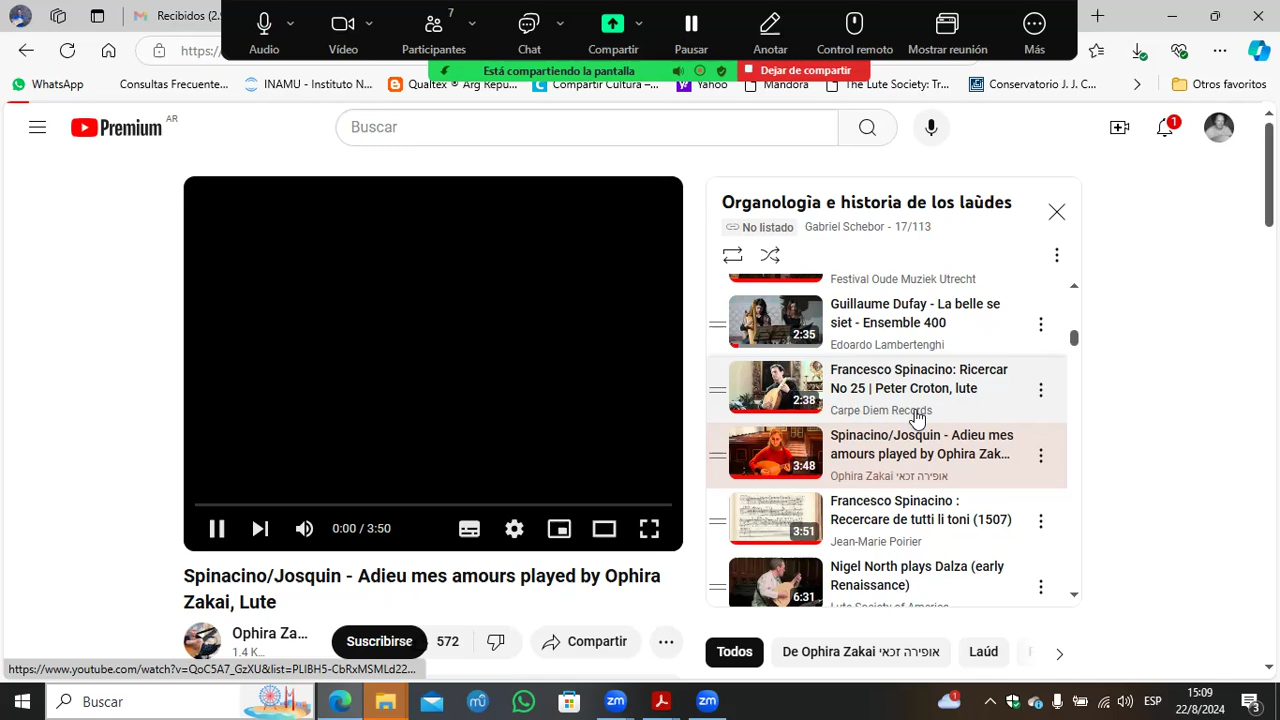 Recibidos (2.
7
Audio
Vídeo
Participantes
Chat
Compartir
Pausar
Anotar
Control remoto
Mostrar reunión
Más
https:/
Está compartiendo la pantalla
Dejar de compartir
WhatsApp
Consultas Frecuente...
INAMU - Instituto N...
Qualtex ® Arg Repu...
Compartir Cultura –...
Yahoo
Mandora
The Lute Society: Tr...
Conservatorio J. J. C...
Otros favoritos
Premium
AR
Buscar
1
Organologìa e historia de los laùdes
No listado
Gabriel Schebor - 17/113
Festival Oude Muziek Utrecht
Guillaume Dufay - La belle se
siet - Ensemble 400
2:35
Edoardo Lambertenghi
Francesco Spinacino: Ricercar
No 25 | Peter Croton, lute
2:38
Carpe Diem Records
Spinacino/Josquin - Adieu mes
amours played by Ophira Zak...
3:48
Ophira Zakai אופירה זכאי
Francesco Spinacino :
Recercare de tutti li toni (1507)
3:51
Jean-Marie Poirier
Nigel North plays Dalza (early
Renaissance)
6:31
Lute Society of America
0:00 / 3:50
Spinacino/Josquin - Adieu mes amours played by Ophira
Zakai, Lute
Ophira Za...
1.4 K...
Suscribirse
572
Compartir
Todos
De Ophira Zakai אופירה זכאי
Laúd
https://www.youtube.com/watch?v=QoC5A7_GzXU&list=PLIBH5-CbRxMSMLd22...
Buscar
1
ESP
15:09
22/8/2024
3